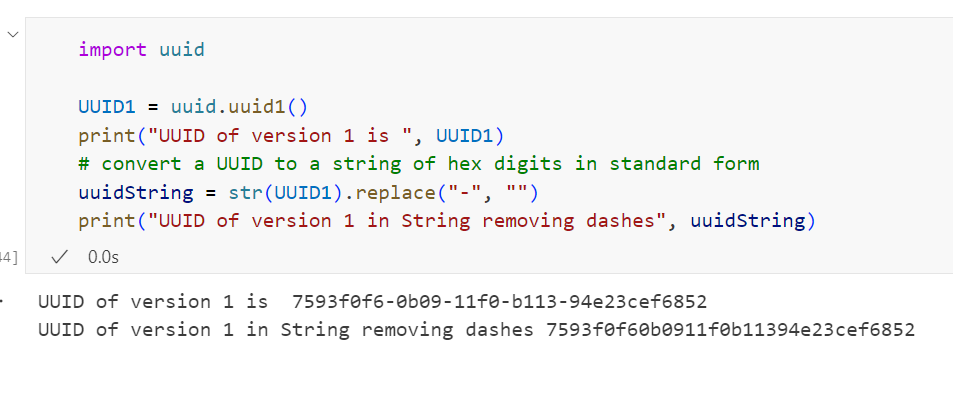 import uuid
UUID1 = uuid.uuid1()
print("UUID of version 1 is ", UUID1)
# convert a UUID to a string of hex digits in standard form
uuidString = str(UUID1).replace("-", "")
print("UUID of version 1 in String removing dashes", uuidString)
4]
0.0s
UUID of version 1 is  7593f0f6-0b09-11f0-b113-94e23cef6852
UUID of version 1 in String removing dashes 7593f0f60b0911f0b11394e23cef6852